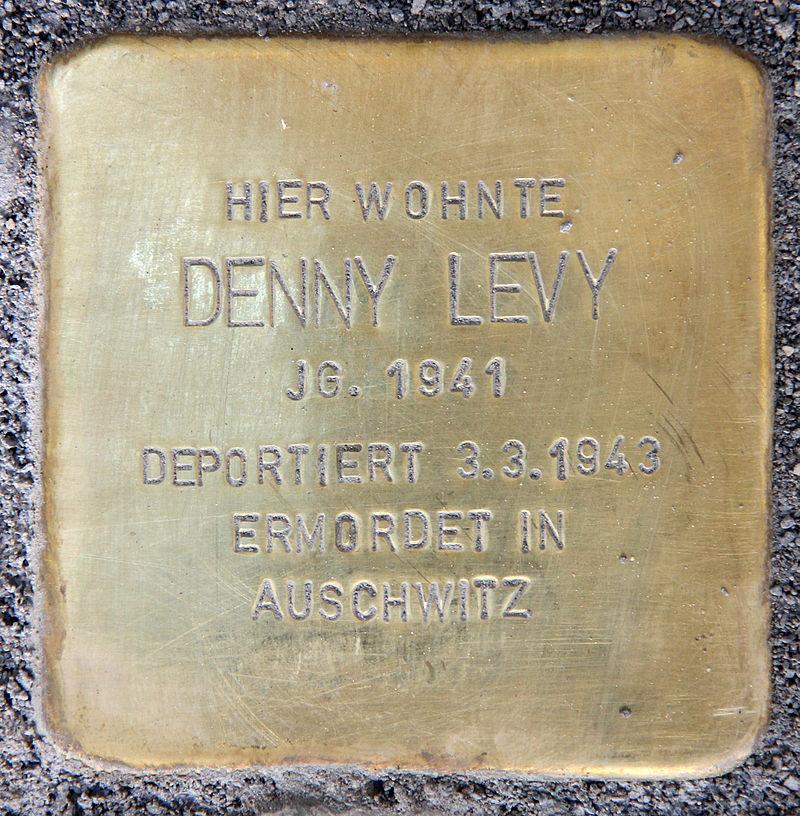 HIER WOHNTE
DENNY LEVY
JG. 1941
DEPORTIERT 3.3.1943
ERMORDET IN
AUSCHWITZ